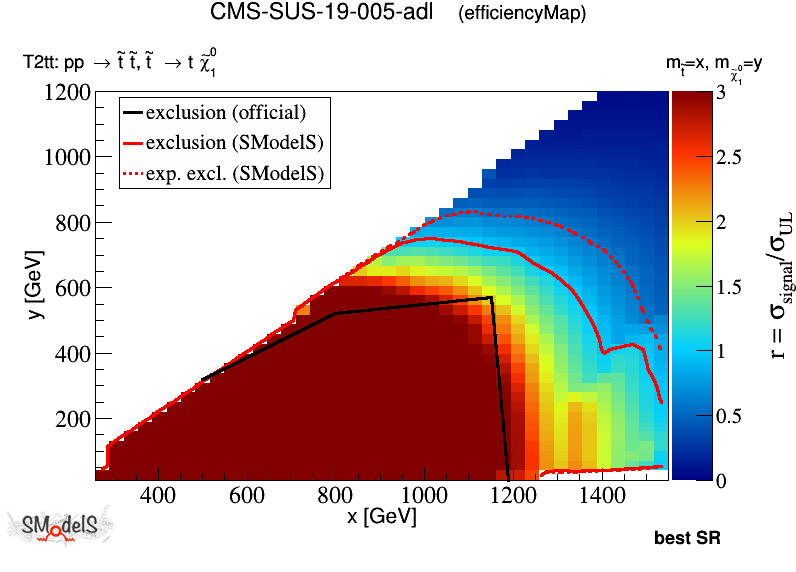 CMS-SUS-19-005-adl (efficiencyMap)
T2tt: pp → t̃ t̃, t̃ → t χ̃₁⁰
m_t̃=x, m_χ̃₁⁰=y
exclusion (official)
exclusion (SModelS)
exp. excl. (SModelS)
1200
1000
800
600
400
200
y [GeV]
400 600 800 1000 1200 1400
x [GeV]
3
2.5
2
1.5
1
0.5
0
r = σ_signal/σ_UL
SModelS
best SR